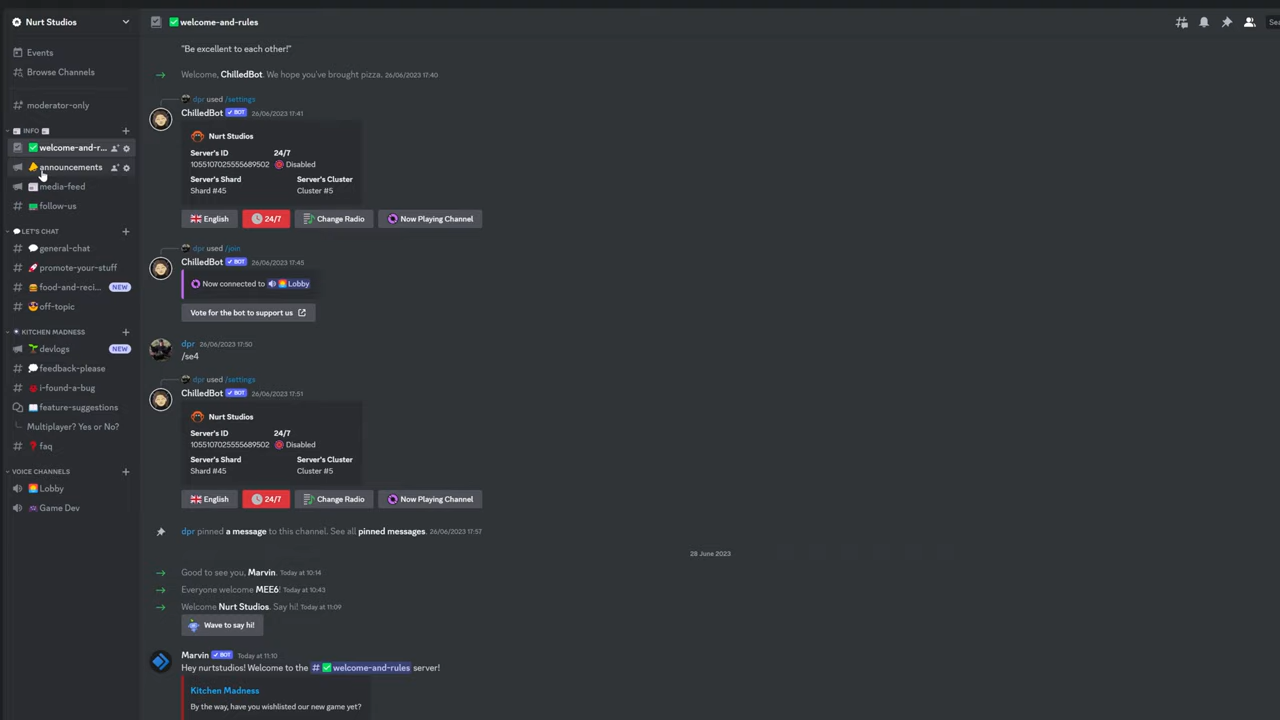 Nurt Studios
Events
Browse Channels
moderator-only
INFO
welcome-and-r...
announcements
media-feed
follow-us
LET'S CHAT
general-chat
promote-your-stuff
food-and-reci... NEW
off-topic
KITCHEN MADNESS
devlogs NEW
feedback-please
i-found-a-bug
feature-suggestions
Multiplayer? Yes or No?
faq
VOICE CHANNELS
Lobby
Game Dev
welcome-and-rules
Sea
"Be excellent to each other!"
Welcome, ChilledBot. We hope you've brought pizza. 26/06/2023 17:40
dpr used /settings
ChilledBot BOT 26/06/2023 17:41
Nurt Studios
Server's ID 24/7
1055107025555689502 Disabled
Server's Shard Server's Cluster
Shard #45 Cluster #5
English 24/7 Change Radio Now Playing Channel
dpr used /join
ChilledBot BOT 26/06/2023 17:45
Now connected to Lobby
Vote for the bot to support us
dpr 26/06/2023 17:50
/se4
dpr used /settings
ChilledBot BOT 26/06/2023 17:51
Nurt Studios
Server's ID 24/7
1055107025555689502 Disabled
Server's Shard Server's Cluster
Shard #45 Cluster #5
English 24/7 Change Radio Now Playing Channel
dpr pinned a message to this channel. See all pinned messages. 26/06/2023 17:57
28 June 2023
Good to see you, Marvin. Today at 10:14
Everyone welcome MEE6! Today at 10:43
Welcome Nurt Studios. Say hi! Today at 11:09
Wave to say hi!
Marvin BOT Today at 11:10
Hey nurtstudios! Welcome to the # welcome-and-rules server!
Kitchen Madness
By the way, have you wishlisted our new game yet?